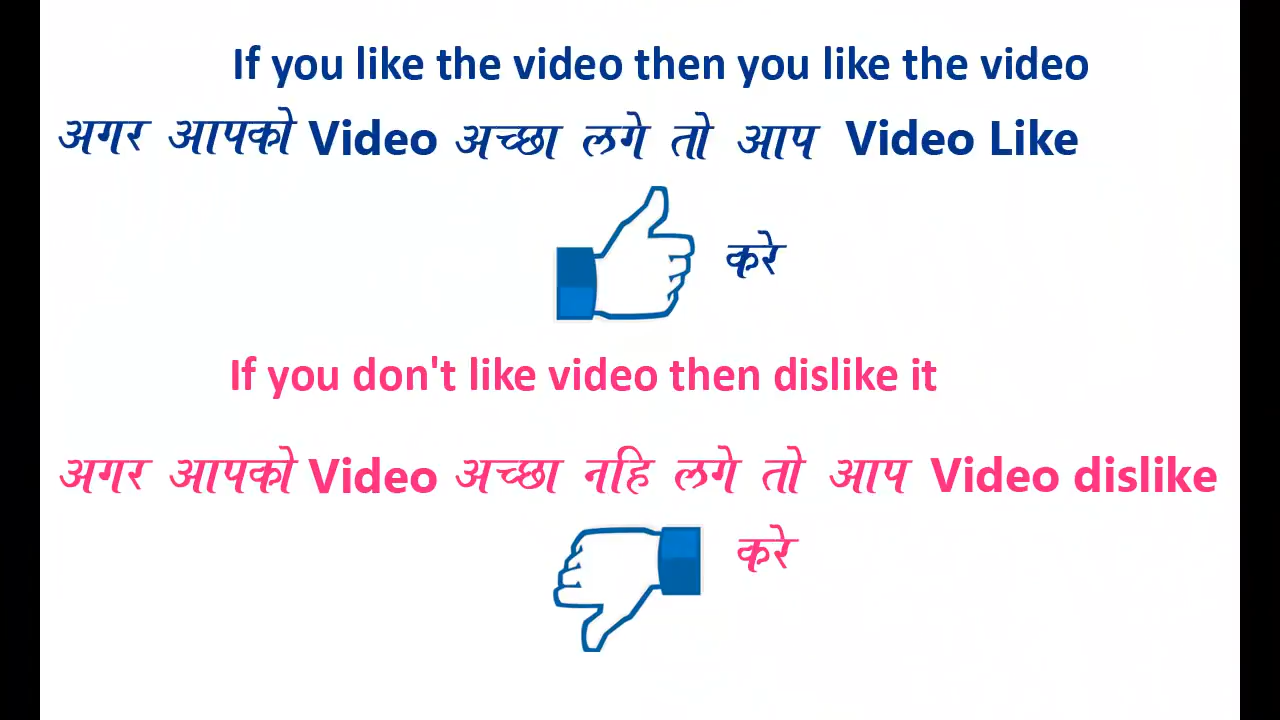 If you like the video then you like the video
अगर आपको Video अच्छा लगे तो आप Video Like
करे
If you don't like video then dislike it
अगर आपको Video अच्छा नहि लगे तो आप Video dislike
करे